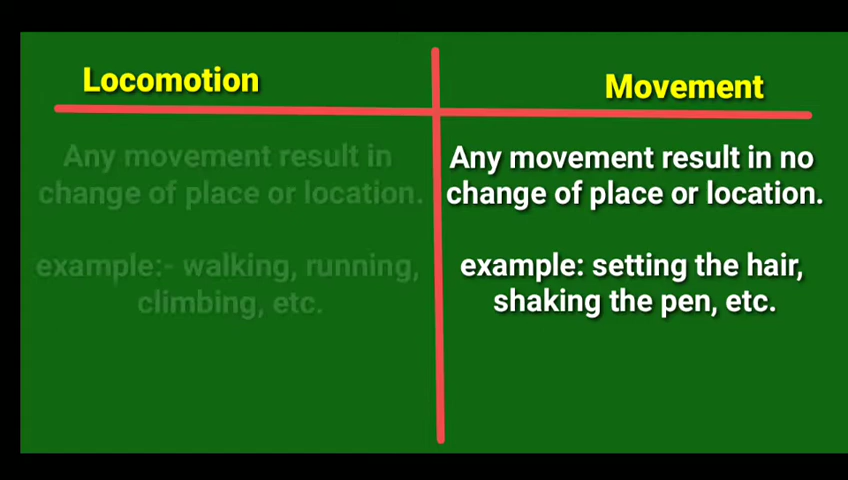 Locomotion
Movement
Any movement result in
change of place or location.
example:- walking, running,
climbing, etc.
Any movement result in no
change of place or location.
example: setting the hair,
shaking the pen, etc.